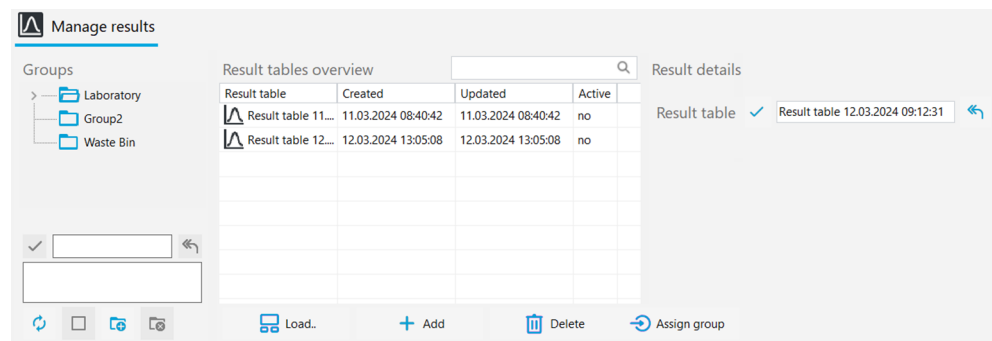 Manage results
Groups
Laboratory
Group2
Waste Bin
Result tables overview
Result table Created Updated Active
Result table 11.... 11.03.2024 08:40:42 11.03.2024 08:40:42 no
Result table 12.... 12.03.2024 13:05:08 12.03.2024 13:05:08 no
Load.. Add Delete Assign group
Result details
Result table Result table 12.03.2024 09:12:31